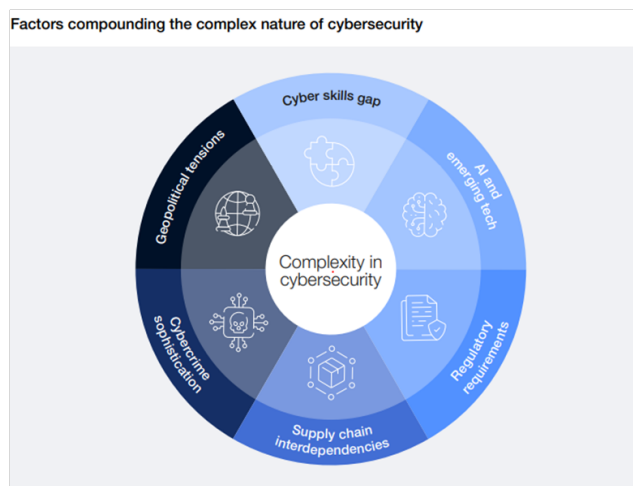 Factors compounding the complex nature of cybersecurity
Cyber skills gap
AI and
emerging tech
Regulatory
requirements
Supply chain
interdependencies
Cybercrime
sophistication
Geopolitical tensions
Complexity in
cybersecurity